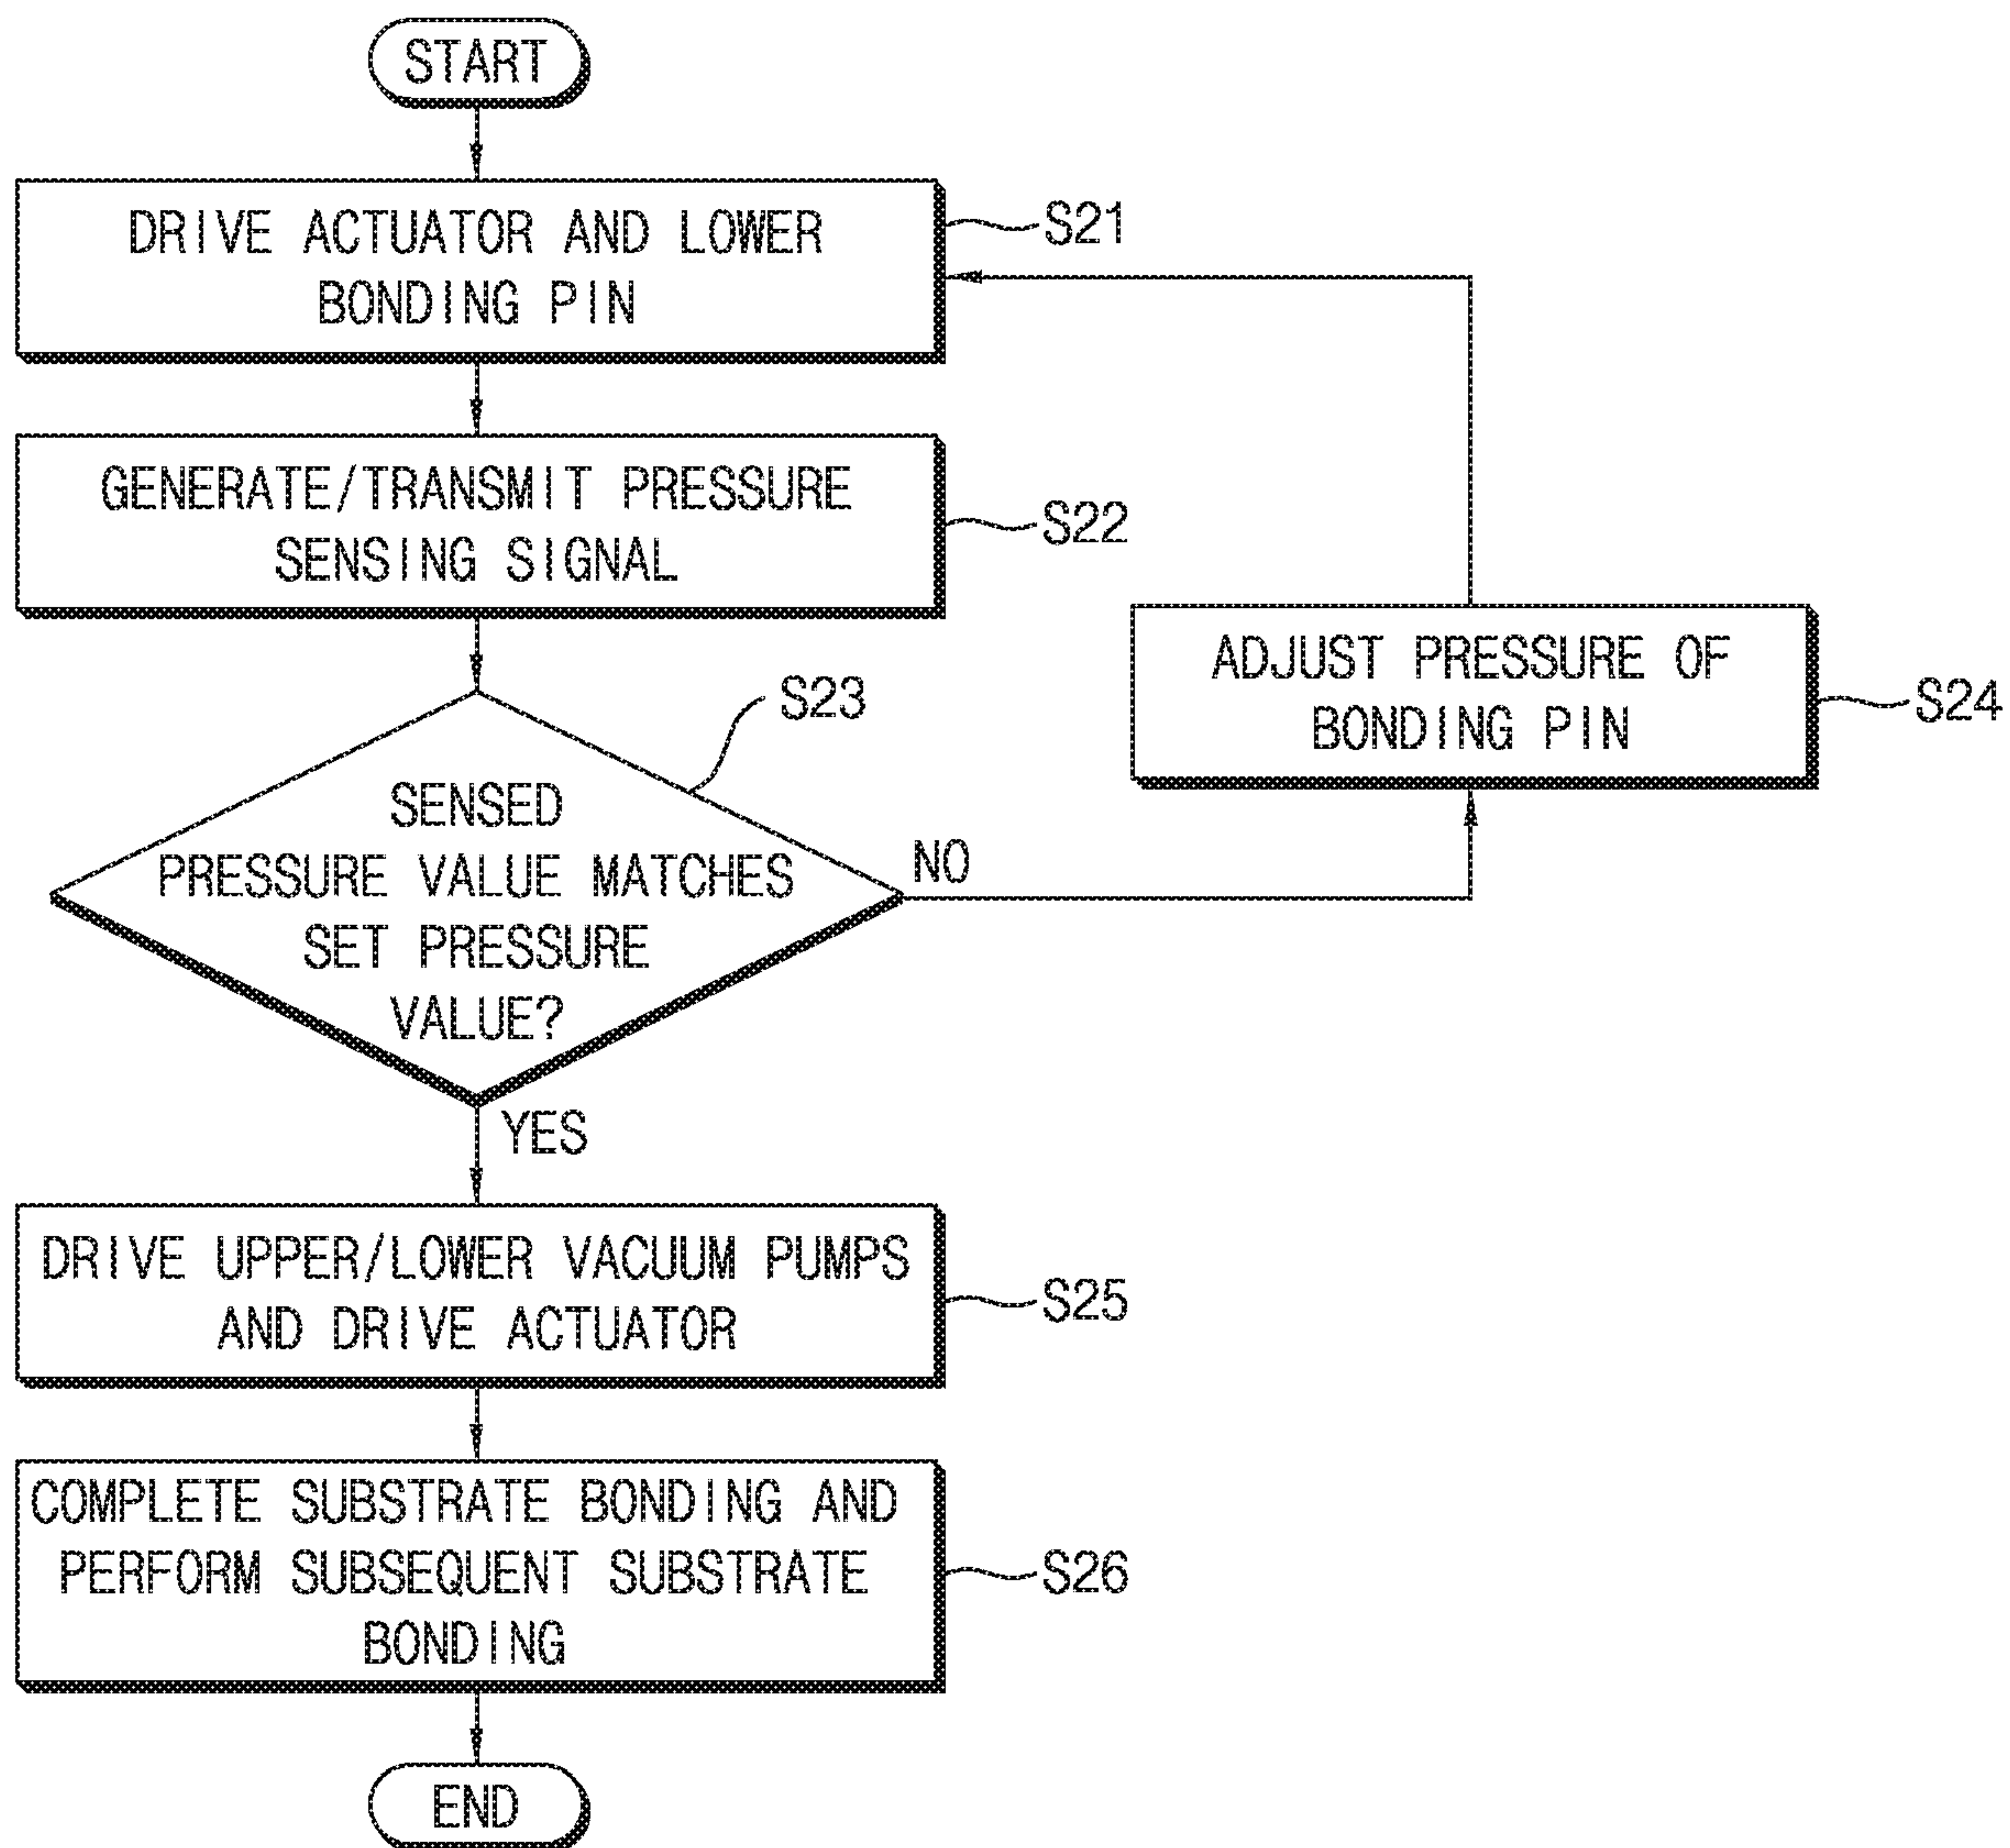 START
DRIVE ACTUATOR AND LOWER
BONDING PIN
S21
GENERATE/TRANSMIT PRESSURE
SENSING SIGNAL
S22
SENSED
PRESSURE VALUE MATCHES
SET PRESSURE
VALUE?
S23
NO
ADJUST PRESSURE OF
BONDING PIN
S24
YES
DRIVE UPPER/LOWER VACUUM PUMPS
AND DRIVE ACTUATOR
S25
COMPLETE SUBSTRATE BONDING AND
PERFORM SUBSEQUENT SUBSTRATE
BONDING
S26
END